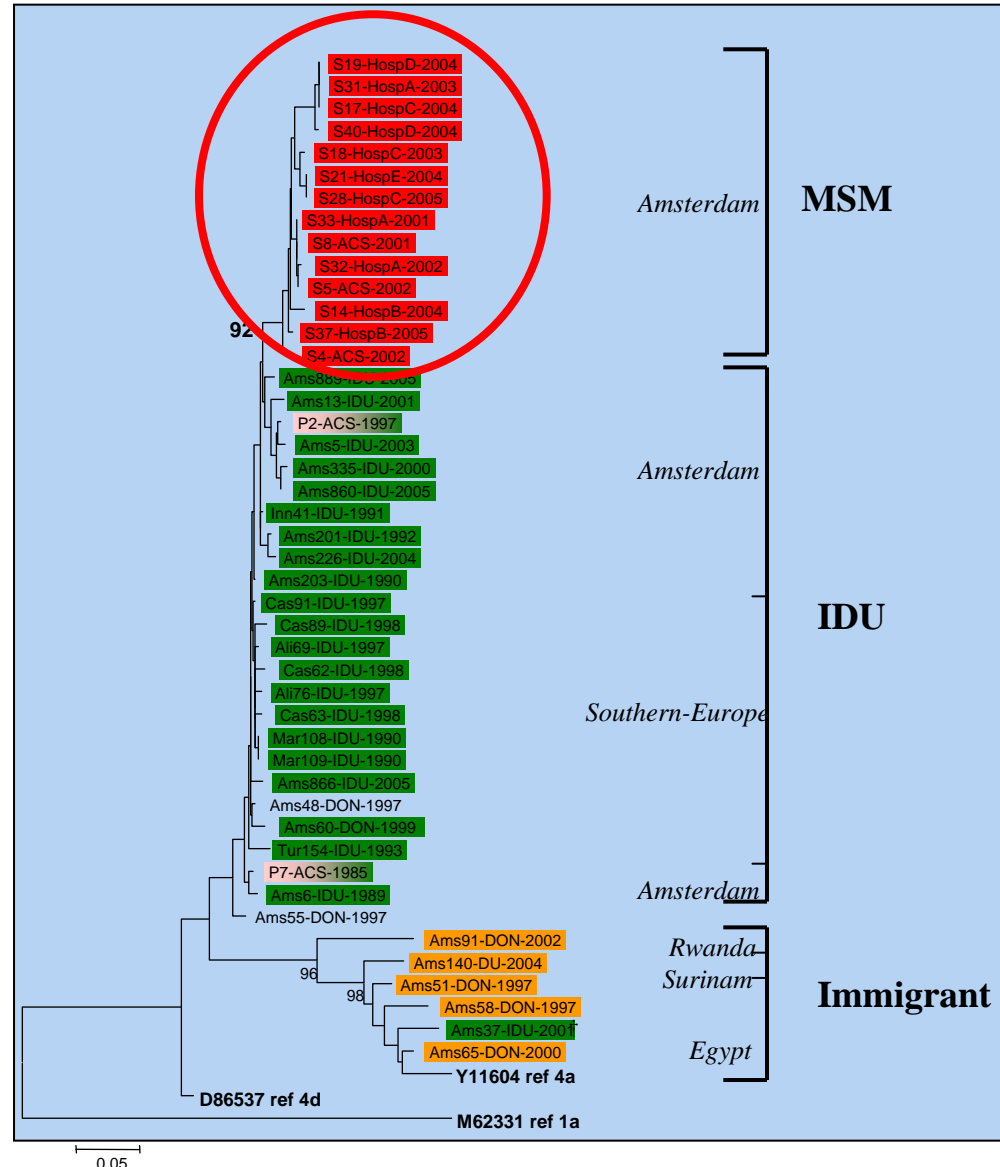 S19-HospD-2004
S31-HospA-2003
S17-HospC-2004
S40-HospD-2004
S18-HospC-2003
S21-HospE-2004
S28-HospC-2005
Amsterdam
MSM
S33-HospA-2001
S8-ACS-2001
S32-HospA-2002
S5-ACS-2002
S14-HospB-2004
92
S37-HospB-2005
S4-ACS-2002
Ams889-IDU-2005
Ams13-IDU-2001
P2-ACS-1997
Ams5-IDU-2003
Amsterdam
Ams335-IDU-2000
Ams860-IDU-2005
Inn41-IDU-1991
Ams201-IDU-1992
Ams226-IDU-2004
Ams203-IDU-1990
Cas91-IDU-1997
IDU
Cas89-IDU-1998
Ali69-IDU-1997
Cas62-IDU-1998
Ali76-IDU-1997
Cas63-IDU-1998
Southern-Europe
Mar108-IDU-1990
Mar109-IDU-1990
Ams866-IDU-2005
Ams48-DON-1997
Ams60-DON-1999
Tur154-IDU-1993
P7-ACS-1985
Ams6-IDU-1989
Amsterdam
Ams55-DON-1997
Ams91-DON-2002
Rwanda
96
Ams140-DU-2004
Surinam
98
Ams51-DON-1997
Immigrant
Ams58-DON-1997
Ams37-IDU-2001†
Ams65-DON-2000
Egypt
Y11604 ref 4a
D86537 ref 4d
M62331 ref 1a
0.05